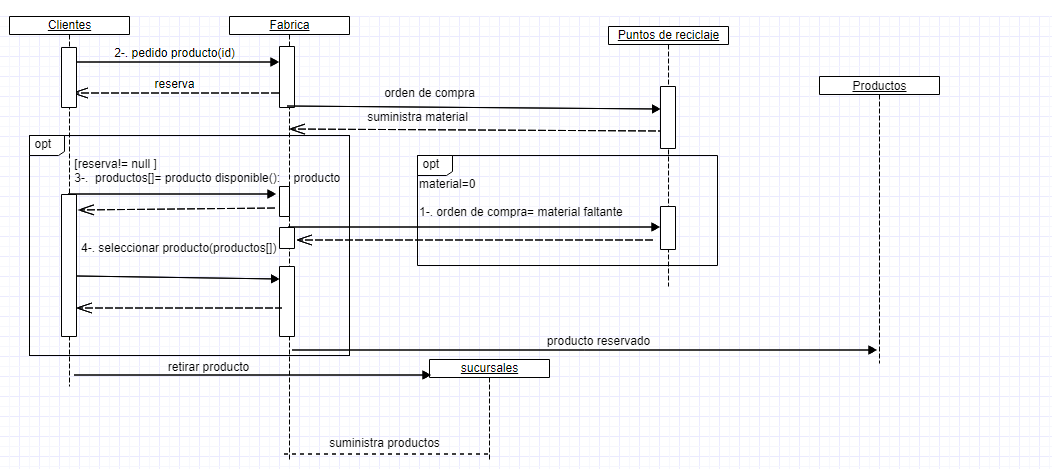 Clientes
Fabrica
Puntos de reciclaje
Productos
2-. pedido producto(id)
reserva
orden de compra
suministra material
opt
[reserva!= null ]
3-. productos[]= producto disponible(): producto
opt
material=0
1-. orden de compra= material faltante
4-. seleccionar producto(productos[])
producto reservado
retirar producto
sucursales
suministra productos